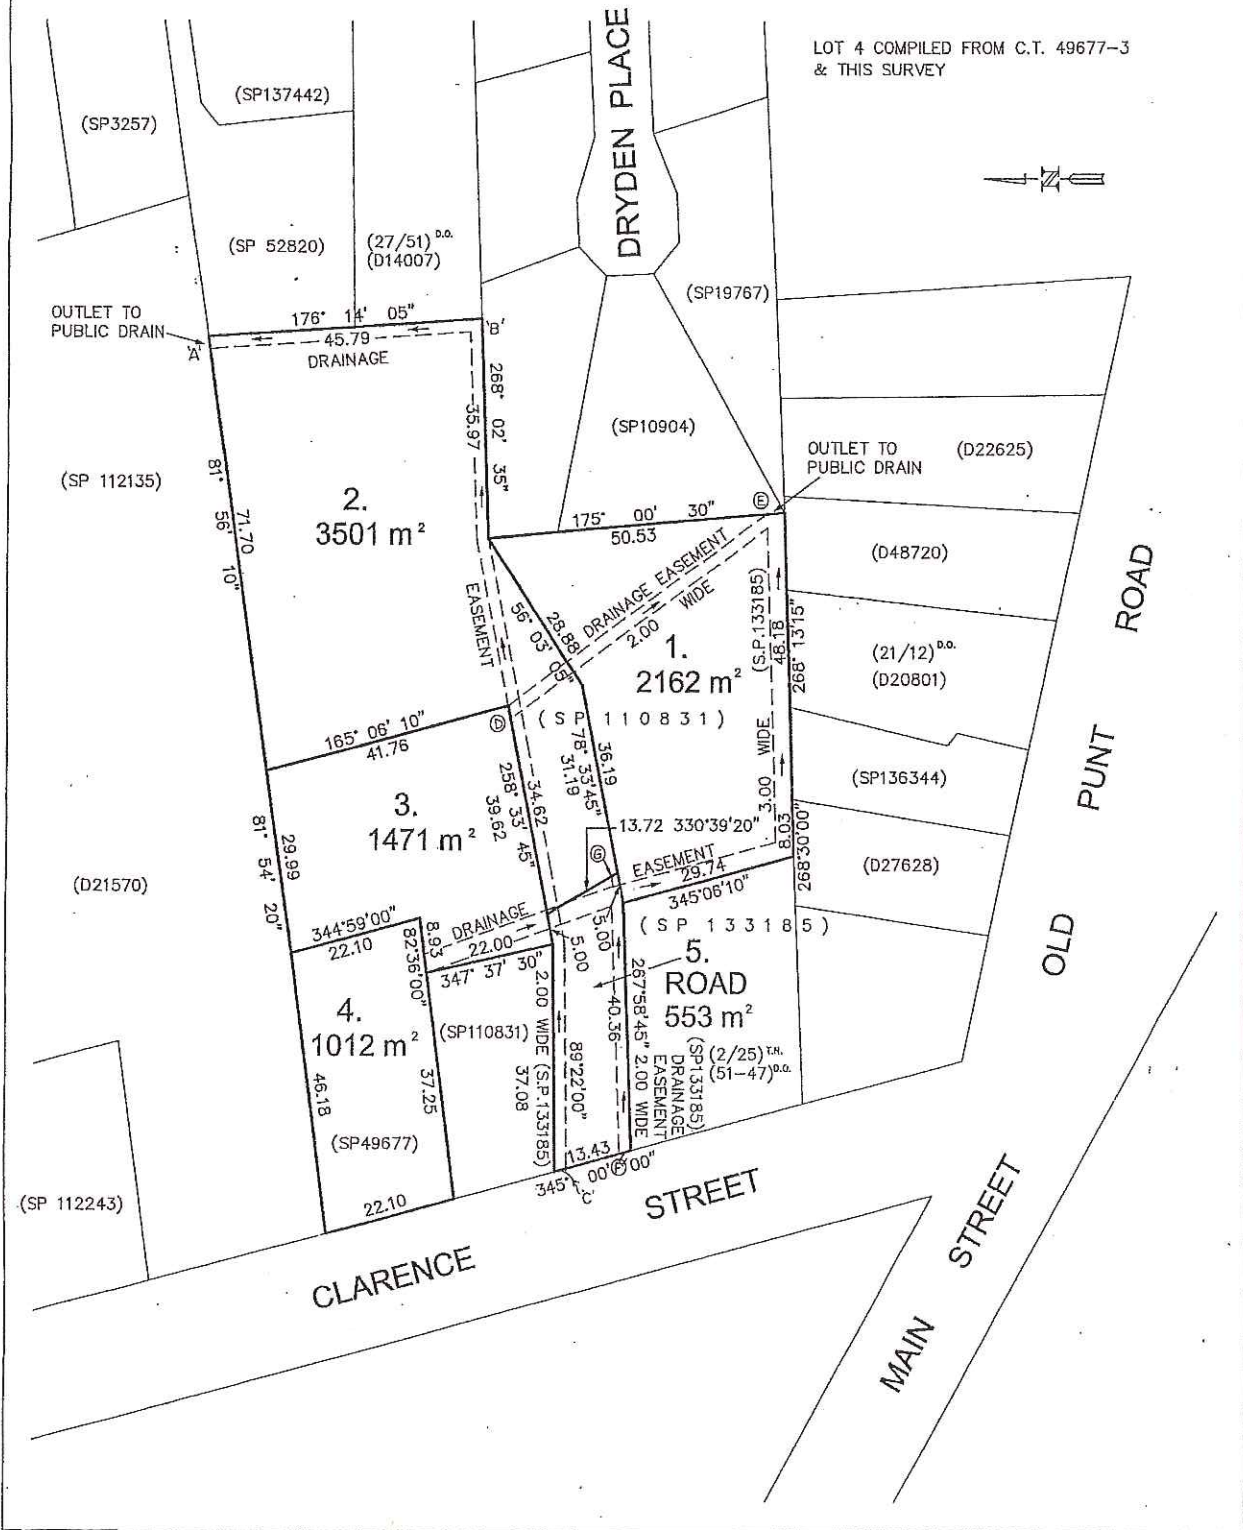 LOT 4 COMPILED FROM C.T. 49677-3
& THIS SURVEY
DRYDEN PLACE
(SP137442)
(SP3257)
(SP 52820)
(27/51) D.O.
(D14007)
(SP19767)
OUTLET TO
PUBLIC DRAIN
176° 14' 05"
'A'
'B'
45.79
DRAINAGE
268° 02' 35"
35.97
(SP10904)
OUTLET TO
PUBLIC DRAIN
(D22625)
(SP 112135)
81° 56' 10"
71.70
2.
3501 m²
E
175° 00' 30"
50.53
(D48720)
EASEMENT
DRAINAGE EASEMENT
2.00 WIDE
56° 03' 05"
28.88
1.
2162 m²
(S.P.133185)
48.18
268° 13'15"
(21/12) D.O.
(D20801)
ROAD
165° 06' 10"
41.76
D
(SP 110831)
78° 33'45"
31.19
36.19
3.00 WIDE
(SP136344)
PUNT
3.
1471 m²
258° 33' 45"
39.62
34.62
13.72 330°39'20"
G
8.03
268°30'00"
81° 54' 20"
29.99
EASEMENT
29.74
345°06'10"
(D27628)
(D21570)
344°59'00"
22.10
8.93
82°36'00"
DRAINAGE
22.00
347° 37' 30"
5.00
5.00
(SP 133185)
OLD
5.
ROAD
553 m²
4.
1012 m²
(SP110831)
2.00 WIDE (S.P.133185)
37.08
89°22'00"
40.36
267°58'45"
2.00 WIDE
EASEMENT
DRAINAGE
(SP133185)
(2/25) T.N.
(51-47) D.O.
46.18
37.25
(SP49677)
13.43
345° 00' 00"
F
'C'
22.10
(SP 112243)
CLARENCE STREET
MAIN STREET